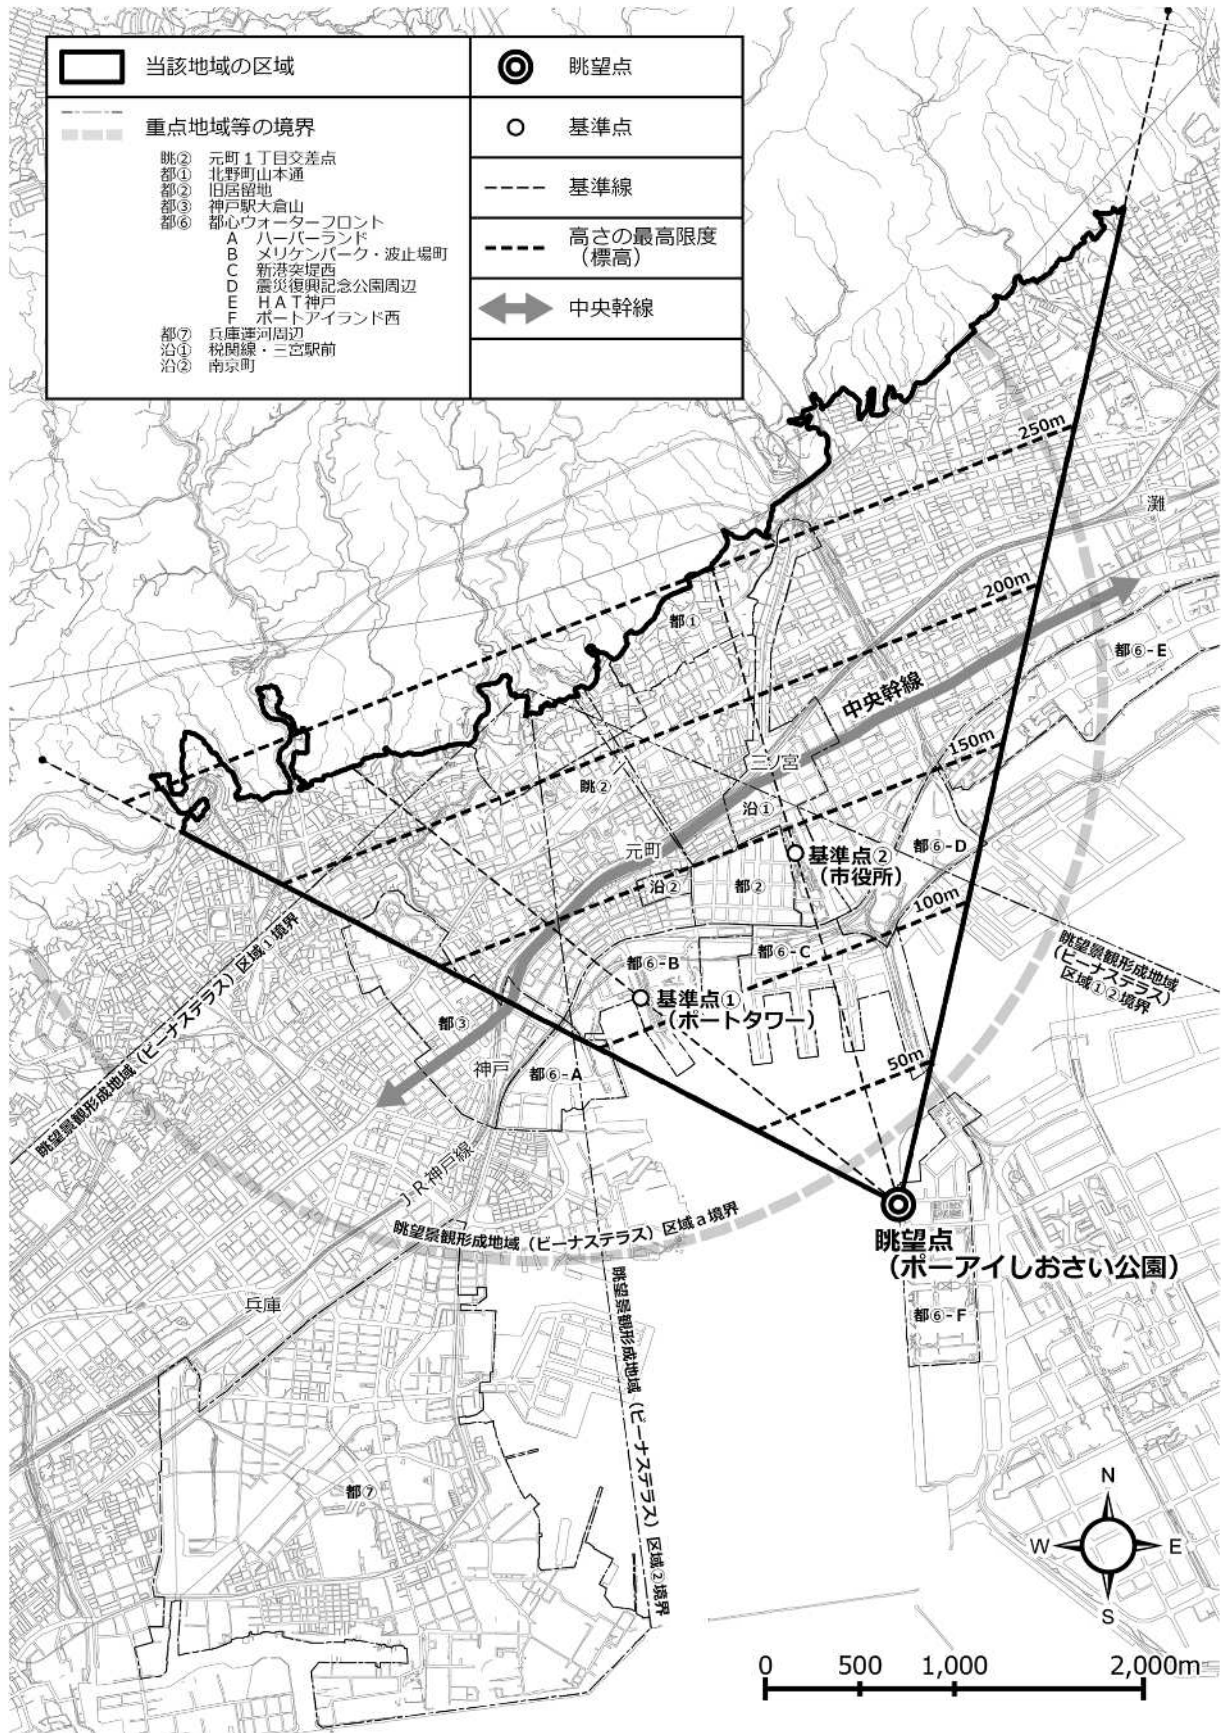 当該地域の区域
眺望点
重点地域等の境界
基準点
眺② 元町１丁目交差点
都① 北野町山本通
都② 旧居留地
都③ 神戸駅大倉山
都⑥ 都心ウォーターフロント
A ハーバーランド
B メリケンパーク・波止場町
C 新港突堤西
D 震災復興記念公園周辺
E ＨＡＴ神戸
F ポートアイランド西
都⑦ 兵庫運河周辺
沿① 税関線・三宮駅前
沿② 南京町
基準線
高さの最高限度
（標高）
中央幹線
250m
灘
200m
都①
都⑥-E
中央幹線
150m
三ノ宮
眺②
沿①
元町
基準点②
（市役所）
都⑥-D
沿②
都②
100m
都⑥-B
都⑥-C
眺望景観形成地域
（ビーナステラス）
区域①②境界
眺望景観形成地域（ビーナステラス）区域①境界
基準点①
（ポートタワー）
都③
神戸
都⑥-A
50m
ＪＲ神戸線
眺望点
（ポーアイしおさい公園）
眺望景観形成地域（ビーナステラス）区域ａ境界
眺望景観形成地域（ビーナステラス）区域②境界
兵庫
都⑥-F
都⑦
N
W
E
S
0 500 1,000 2,000m